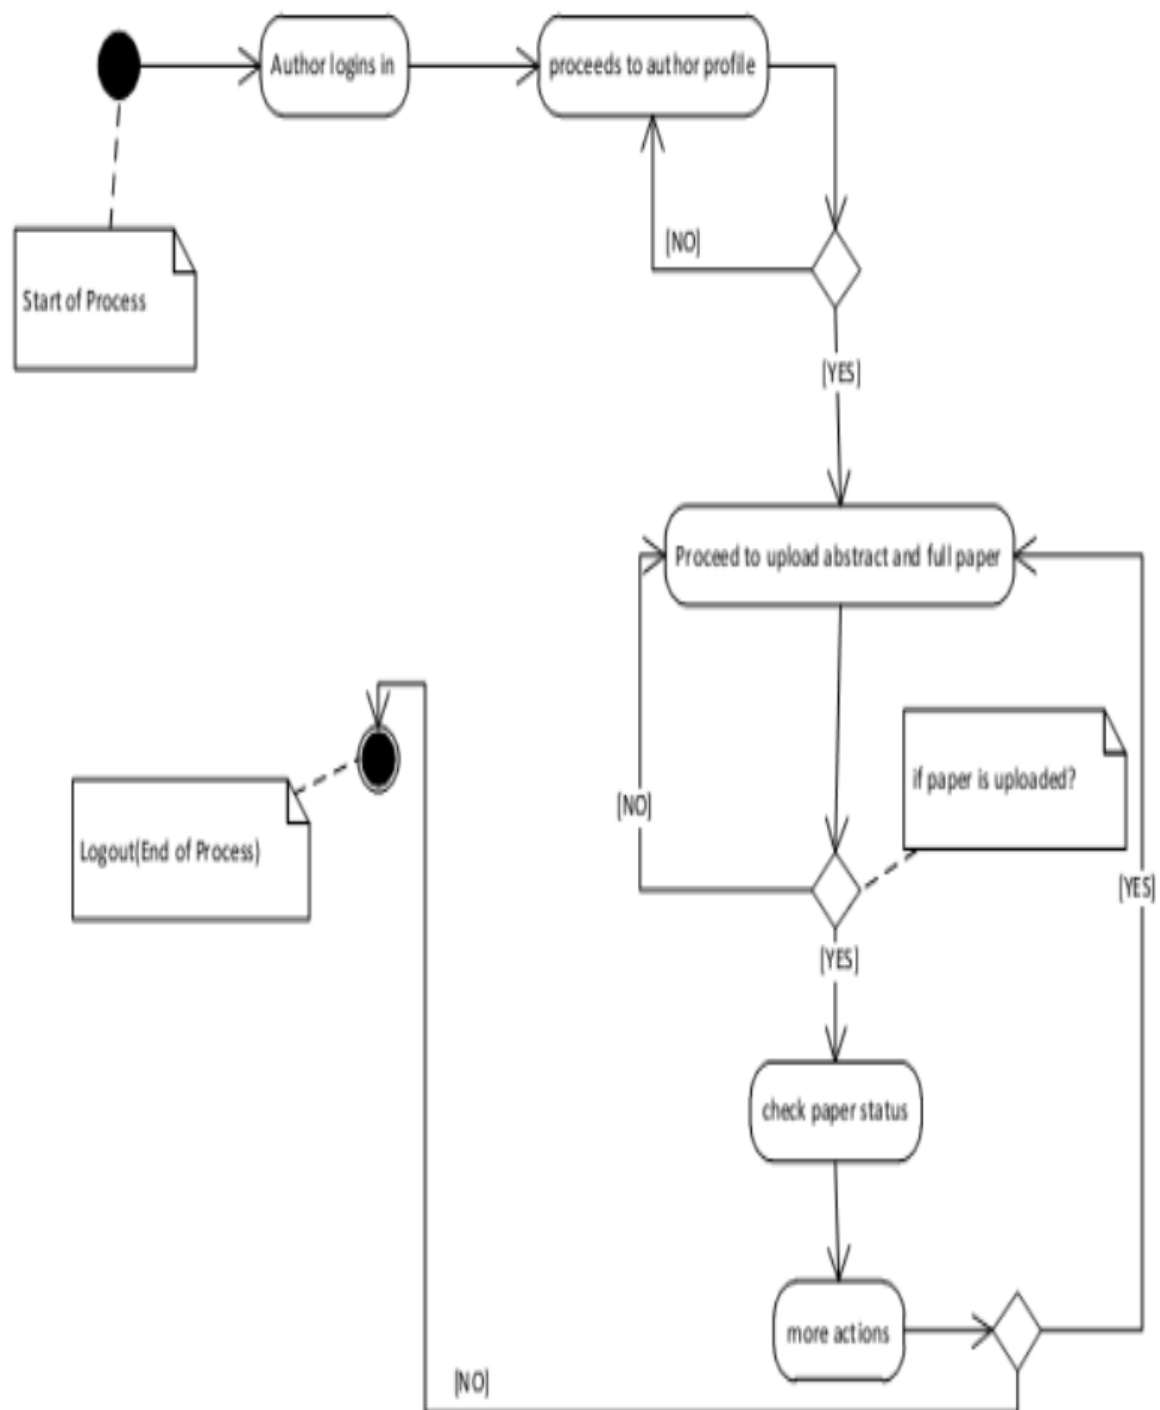 Author logins in
proceeds to author profile
[NO]
Start of Process
[YES]
Proceed to upload abstract and full paper
if paper is uploaded?
[NO]
Logout(End of Process)
[YES]
[YES]
check paper status
more actions
[NO]